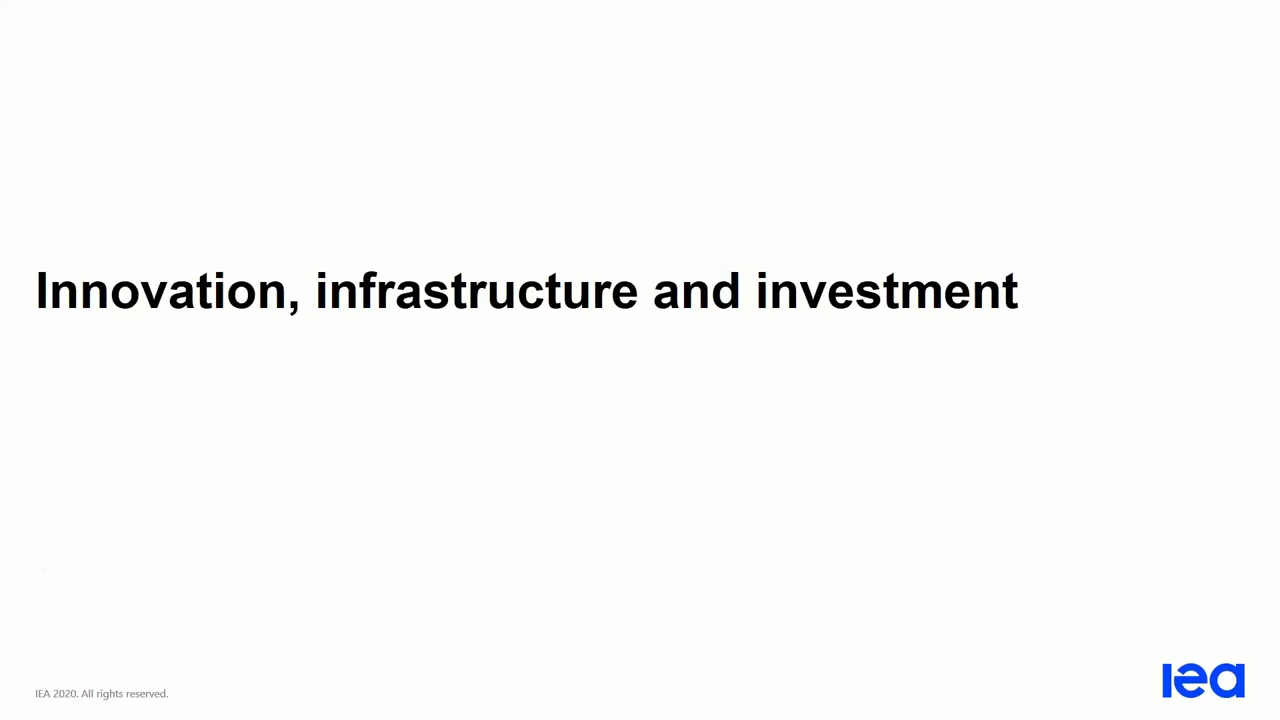 Innovation, infrastructure and investment
IEA 2020. All rights reserved.
iea